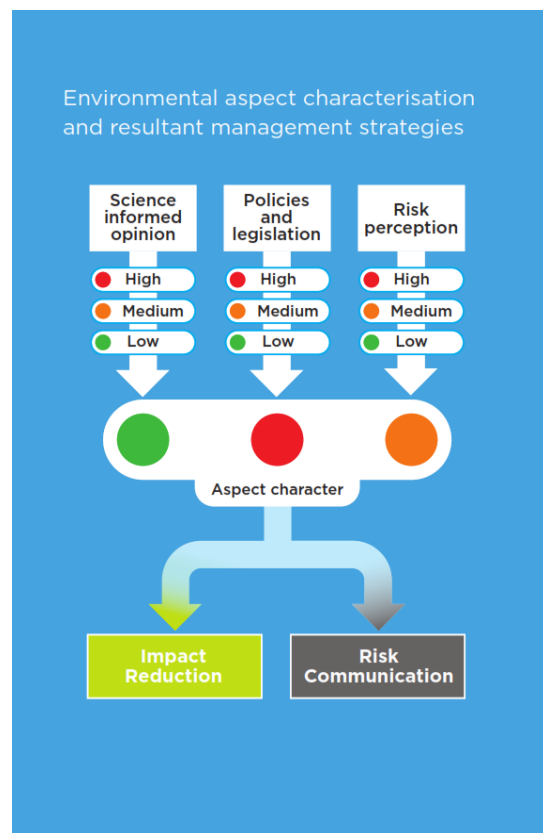 Environmental aspect characterisation
and resultant management strategies
Science
informed
opinion
Policies
and
legislation
Risk
perception
High
High
High
Medium
Medium
Medium
Low
Low
Low
Aspect character
Impact
Reduction
Risk
Communication